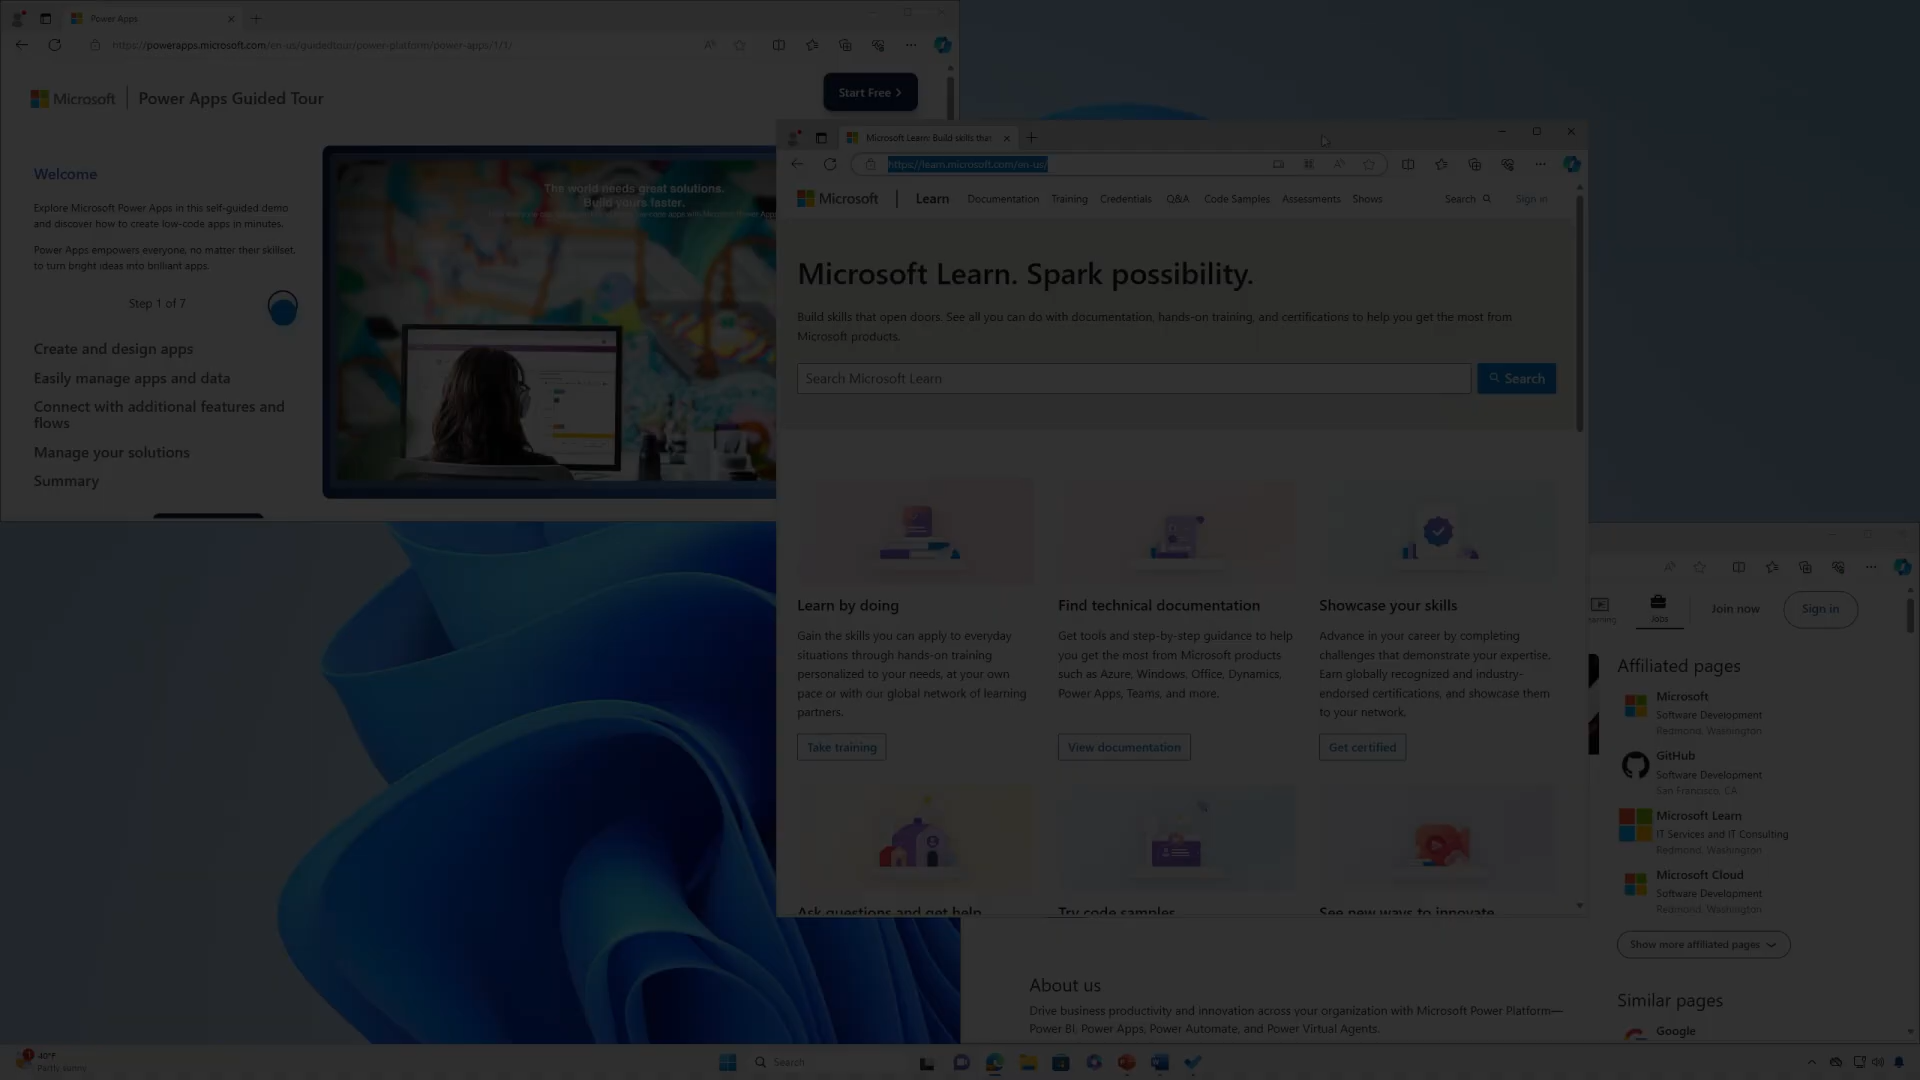 Power Apps
https://powerapps.microsoft.com/en-us/guidedtour/power-platform/power-apps/1/1/
Microsoft
Power Apps Guided Tour
Start Free
Welcome
Explore Microsoft Power Apps in this self-guided demo
and discover how to create low-code apps in minutes.
Power Apps empowers everyone, no matter their skillset,
to turn bright ideas into brilliant apps.
Step 1 of 7
Create and design apps
Easily manage apps and data
Connect with additional features and
flows
Manage your solutions
Summary
The world needs great solutions.
Build yours faster.
Microsoft Learn: Build skills that
https://learn.microsoft.com/en-us/
Microsoft
Learn
Documentation
Training
Credentials
Q&A
Code Samples
Assessments
Shows
Search
Sign in
Microsoft Learn. Spark possibility.
Build skills that open doors. See all you can do with documentation, hands-on training, and certifications to help you get the most from
Microsoft products.
Search Microsoft Learn
Search
Learn by doing
Gain the skills you can apply to everyday
situations through hands-on training
personalized to your needs, at your own
pace or with our global network of learning
partners.
Take training
Find technical documentation
Get tools and step-by-step guidance to help
you get the most from Microsoft products
such as Azure, Windows, Office, Dynamics,
Power Apps, Teams, and more.
View documentation
Showcase your skills
Advance in your career by completing
challenges that demonstrate your expertise.
Earn globally recognized and industry-
endorsed certifications, and showcase them
to your network.
Get certified
Ask questions and get help
Try code samples
See new ways to innovate
Jobs
Join now
Sign in
Affiliated pages
Microsoft
Software Development
Redmond, Washington
GitHub
Software Development
San Francisco, CA
Microsoft Learn
IT Services and IT Consulting
Redmond, Washington
Microsoft Cloud
Software Development
Redmond, Washington
Show more affiliated pages
Similar pages
Google
About us
Drive business productivity and innovation across your organization with Microsoft Power Platform—
Power BI, Power Apps, Power Automate, and Power Virtual Agents.
40°F
Partly sunny
Search